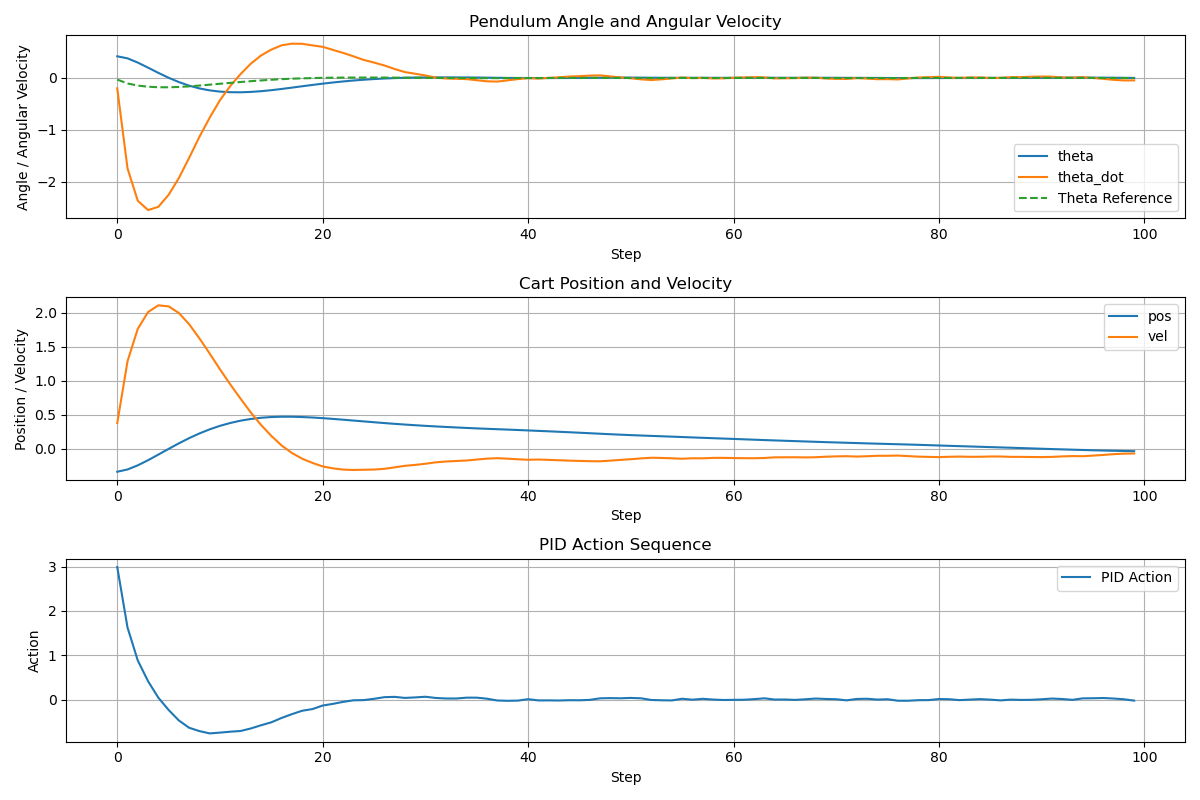 Pendulum Angle and Angular Velocity
Angle / Angular Velocity
0
−1
−2
theta
theta_dot
Theta Reference
0 20 40 60 80 100
Step
Cart Position and Velocity
Position / Velocity
2.0
1.5
1.0
0.5
0.0
pos
vel
0 20 40 60 80 100
Step
PID Action Sequence
Action
3
2
1
0
PID Action
0 20 40 60 80 100
Step